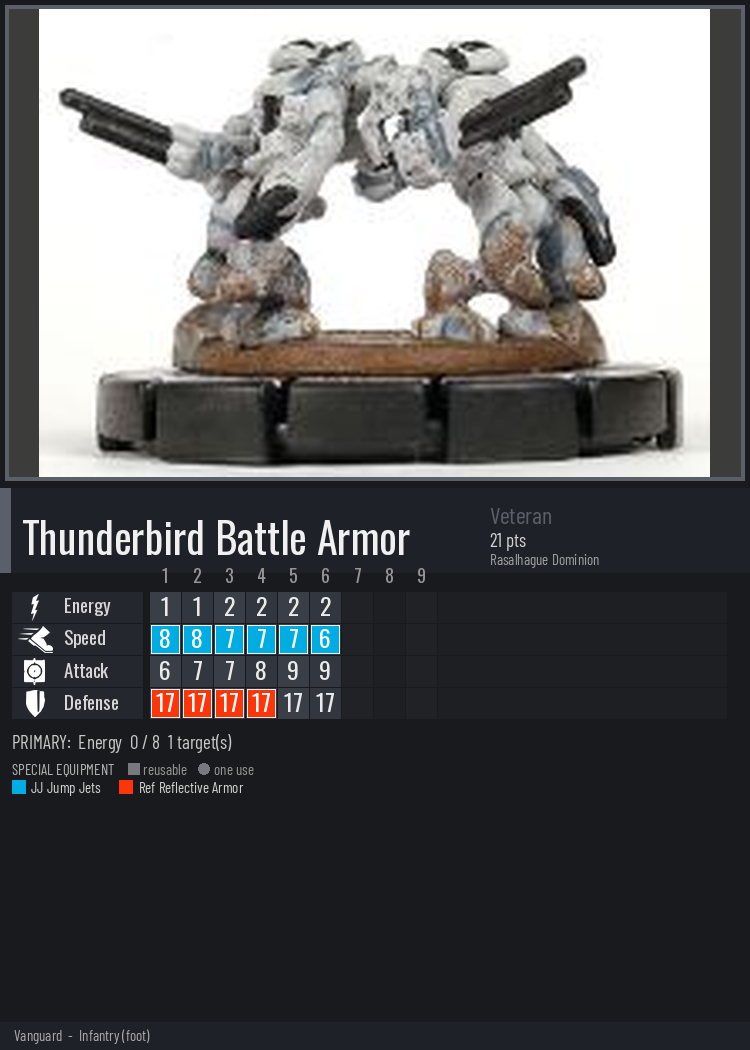 Thunderbird Battle Armor
Veteran
21 pts
Rasalhague Dominion
1 2 3 4 5 6 7 8 9
Energy 1 1 2 2 2 2
Speed 8 8 7 7 7 6
Attack 6 7 7 8 9 9
Defense 17 17 17 17 17 17
PRIMARY: Energy 0 / 8 1 target(s)
SPECIAL EQUIPMENT reusable one use
JJ Jump Jets Ref Reflective Armor
Vanguard - Infantry (foot)